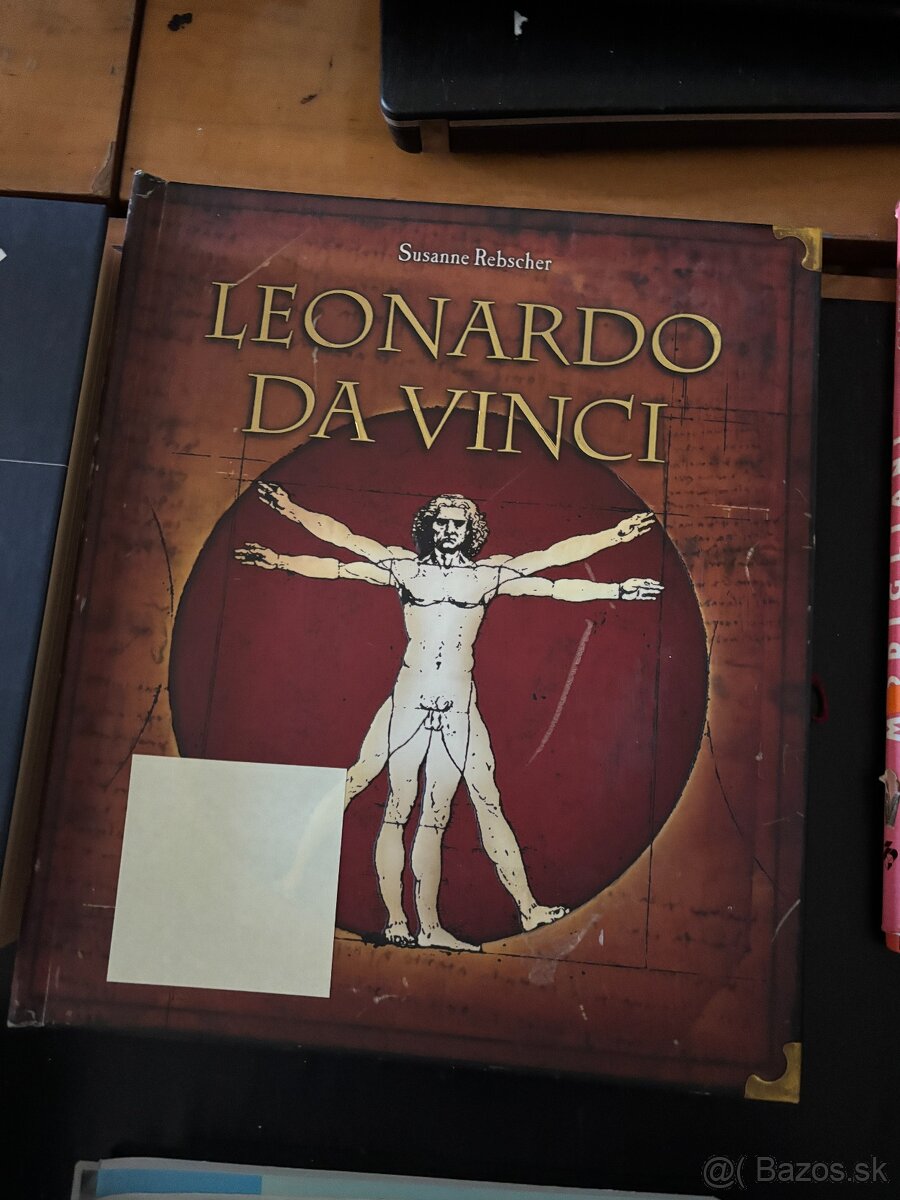 Susanne Rebscher
LEONARDO
DA VINCI
@( Bazos.sk